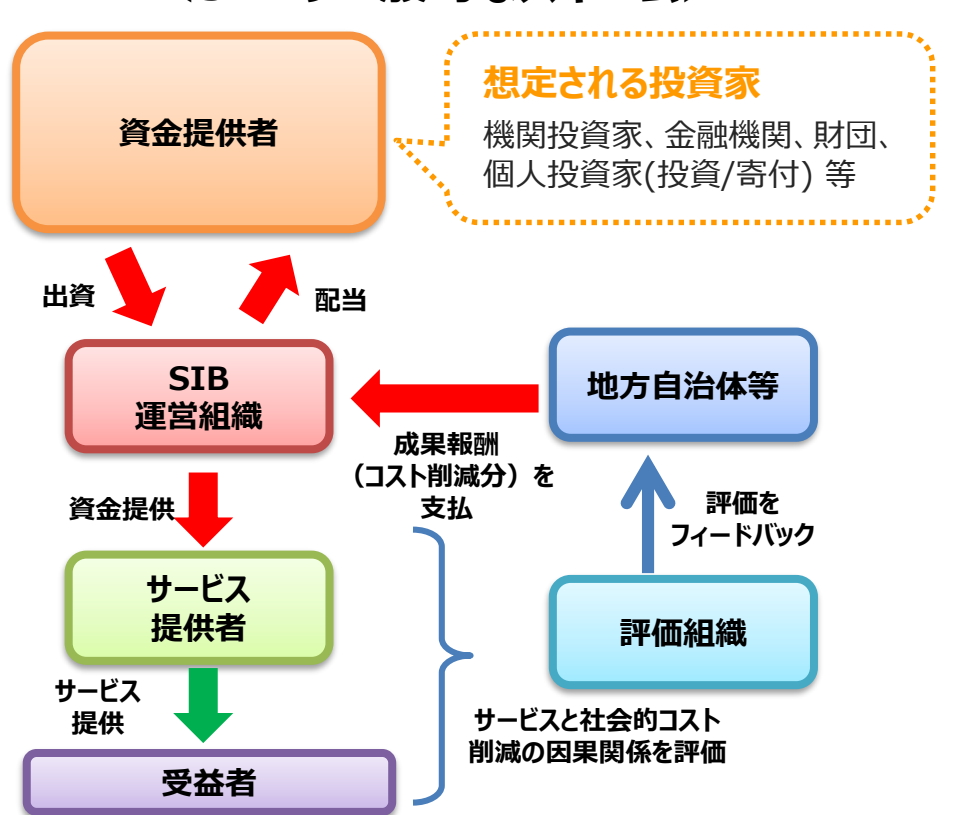 資金提供者
想定される投資家
機関投資家、金融機関、財団、
個人投資家(投資/寄付) 等
出資
配当
SIB
運営組織
地方自治体等
成果報酬
（コスト削減分）を
支払
資金提供
評価を
フィードバック
サービス
提供者
評価組織
サービス
提供
サービスと社会的コスト
削減の因果関係を評価
受益者